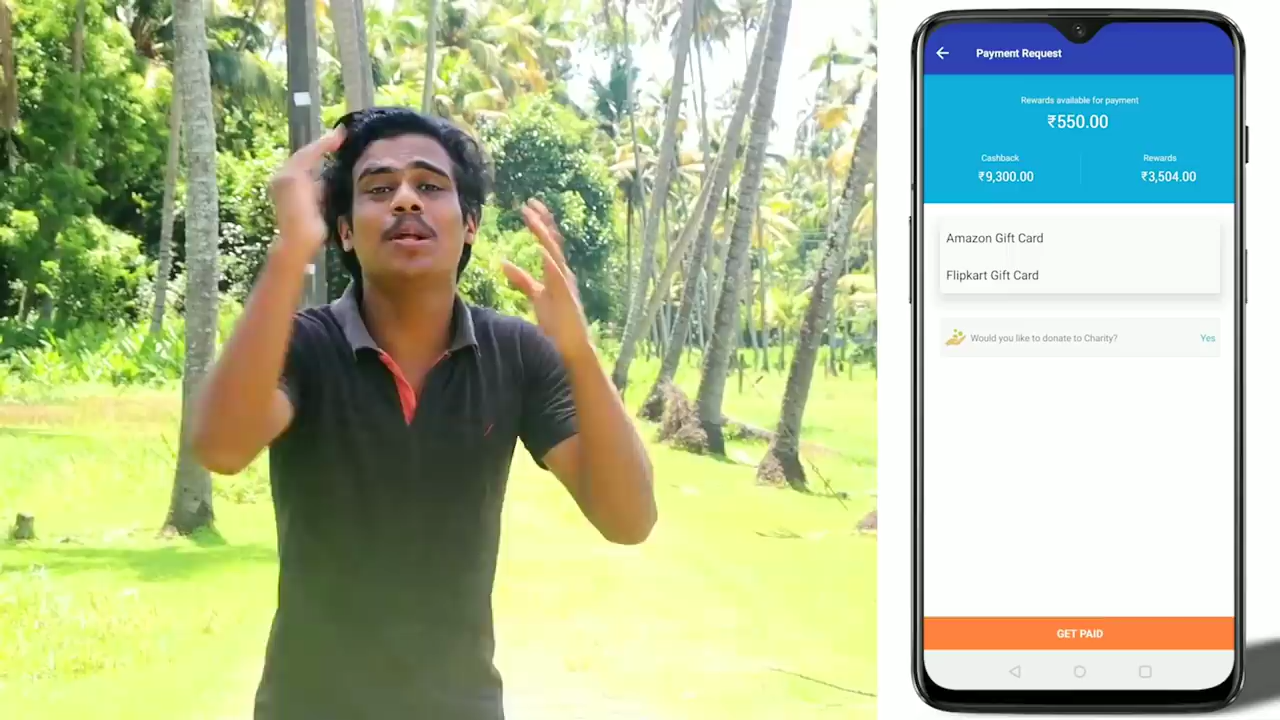 Payment Request
Rewards available for payment
₹550.00
Cashback
Rewards
₹9,300.00
₹3,504.00
Amazon Gift Card
Flipkart Gift Card
Would you like to donate to Charity?
Yes
GET PAID